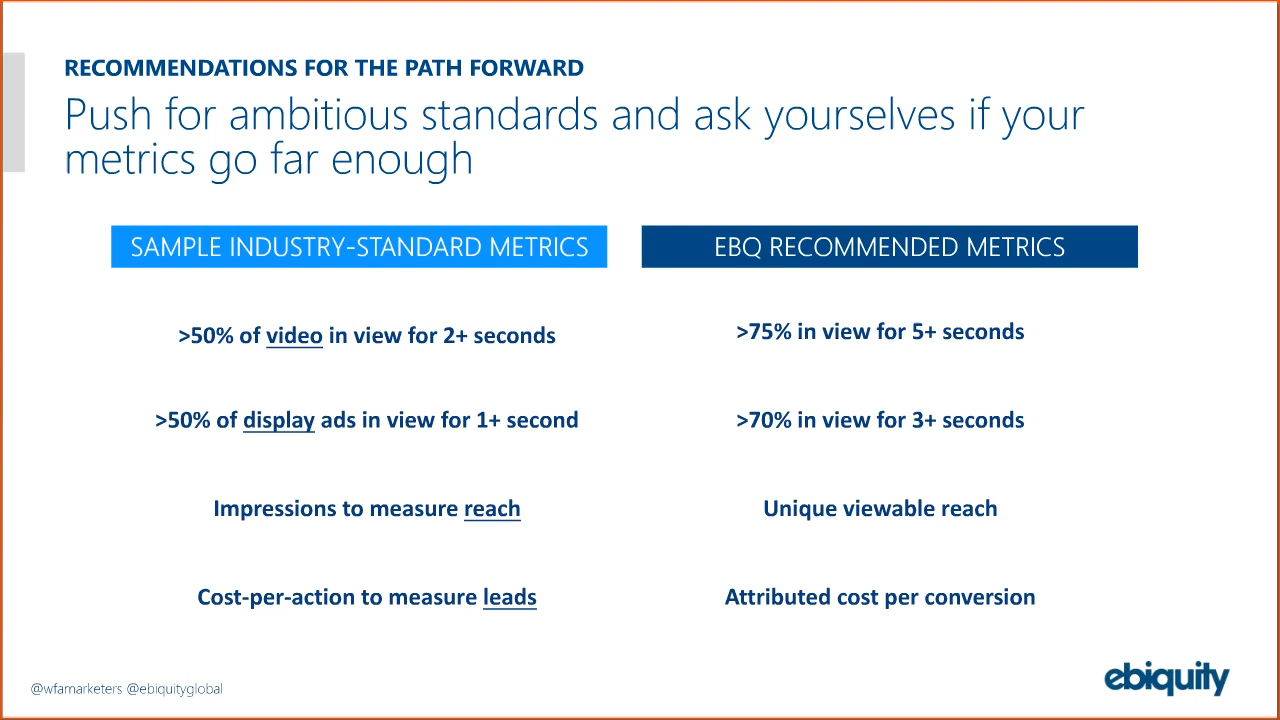 RECOMMENDATIONS FOR THE PATH FORWARD
Push for ambitious standards and ask yourselves if your
metrics go far enough
SAMPLE INDUSTRY-STANDARD METRICS
EBQ RECOMMENDED METRICS
>50% of video in view for 2+ seconds
>75% in view for 5+ seconds
>50% of display ads in view for 1+ second
>70% in view for 3+ seconds
Impressions to measure reach
Unique viewable reach
Cost-per-action to measure leads
Attributed cost per conversion
@wfamarketers @ebiquityglobal
ebiquity